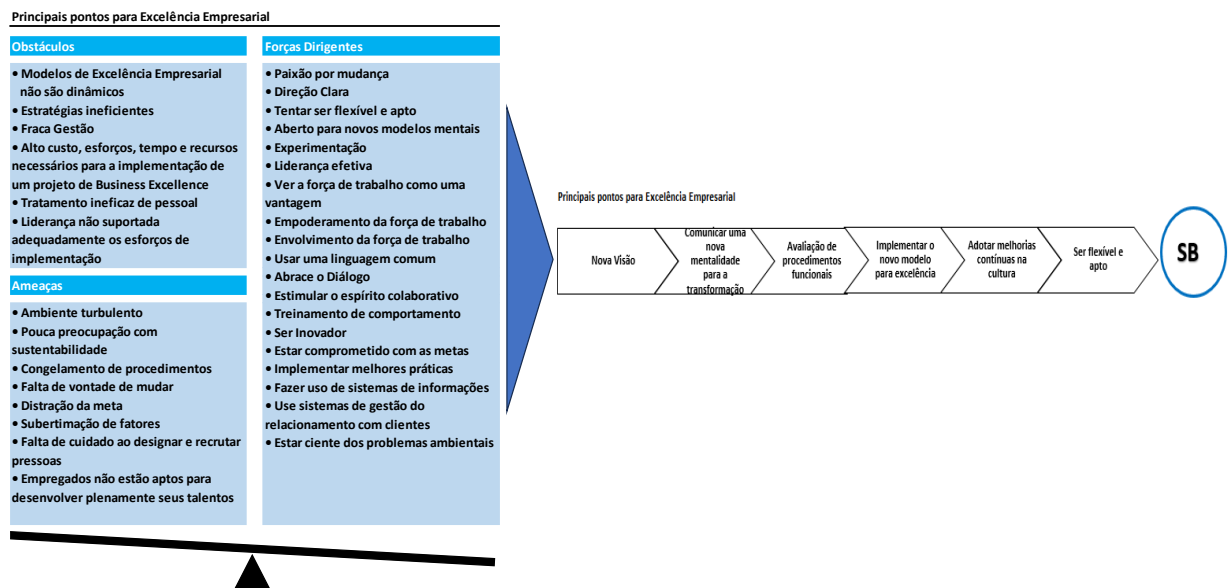 Principais pontos para Excelência Empresarial
Obstáculos
• Modelos de Excelência Empresarial
não são dinâmicos
• Estratégias ineficientes
• Fraca Gestão
• Alto custo, esforços, tempo e recursos
necessários para a implementação de
um projeto de Business Excellence
• Tratamento ineficaz de pessoal
• Liderança não suportada
adequadamente os esforços de
implementação
Ameaças
• Ambiente turbulento
• Pouca preocupação com
sustentabilidade
• Congelamento de procedimentos
• Falta de vontade de mudar
• Distração da meta
• Subertimação de fatores
• Falta de cuidado ao designar e recrutar
pressoas
• Empregados não estão aptos para
desenvolver plenamente seus talentos
Forças Dirigentes
• Paixão por mudança
• Direção Clara
• Tentar ser flexível e apto
• Aberto para novos modelos mentais
• Experimentação
• Liderança efetiva
• Ver a força de trabalho como uma
vantagem
• Empoderamento da força de trabalho
• Envolvimento da força de trabalho
• Usar uma linguagem comum
• Abrace o Diálogo
• Estimular o espírito colaborativo
• Treinamento de comportamento
• Ser Inovador
• Estar comprometido com as metas
• Implementar melhores práticas
• Fazer uso de sistemas de informações
• Use sistemas de gestão do
relacionamento com clientes
• Estar ciente dos problemas ambientais
Principais pontos para Excelência Empresarial
Nova Visão
Comunicar uma
nova
mentalidade
para a
transformação
Avaliação de
procedimentos
funcionais
Implementar o
novo modelo
para excelência
Adotar melhorias
contínuas na
cultura
Ser flexível e
apto
SB